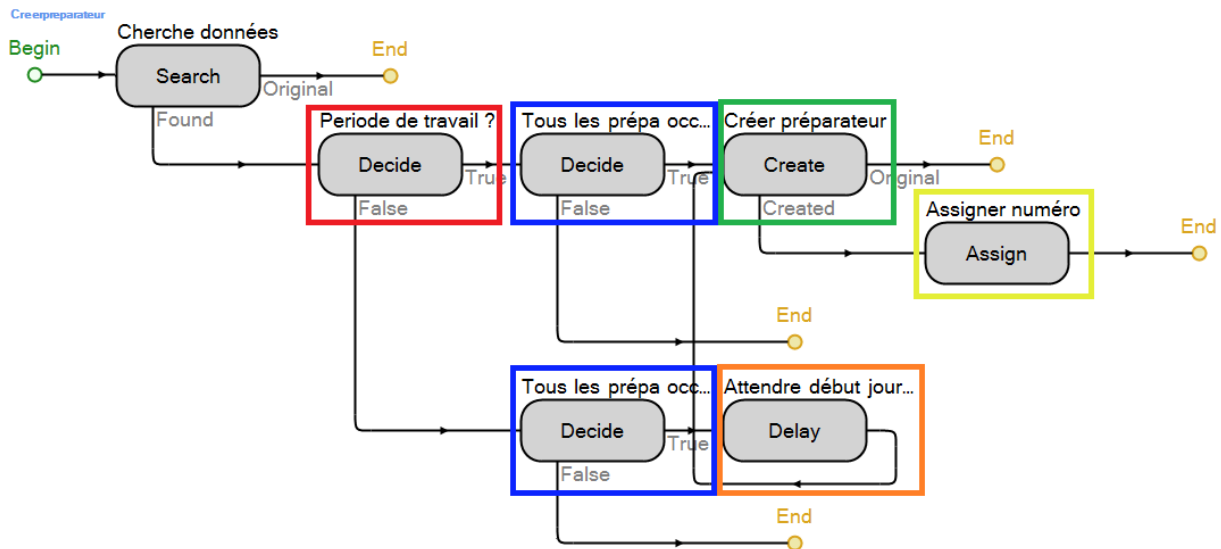 Creerpreparateur
Cherche données
Begin
End
Search
Original
Found
Periode de travail ?
Tous les prépa occ...
Créer préparateur
End
Decide
Decide
Create
True
True
Original
False
False
Created
Assigner numéro
End
Assign
End
Tous les prépa occ...
Attendre début jour...
Decide
Delay
True
False
End